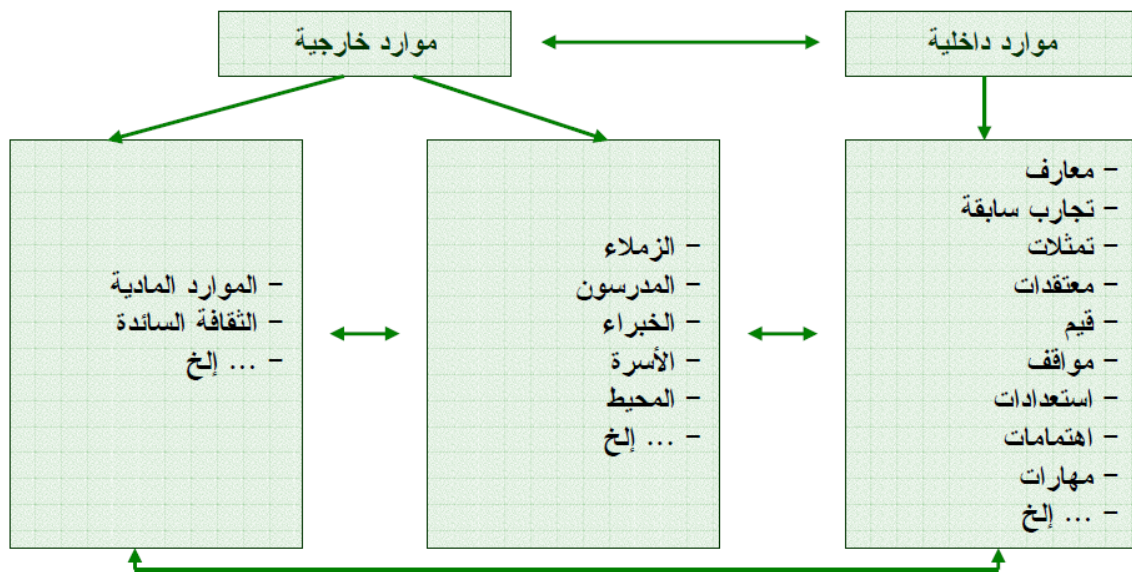 موارد داخلية
موارد خارجية
- معارف
- تجارب سابقة
- تمثلات
- معتقدات
- قيم
- مواقف
- استعدادات
- اهتمامات
- مهارات
- ... إلخ
- الزملاء
- المدرسون
- الخبراء
- الأسرة
- المحيط
- ... إلخ
- الموارد المادية
- الثقافة السائدة
- ... إلخ